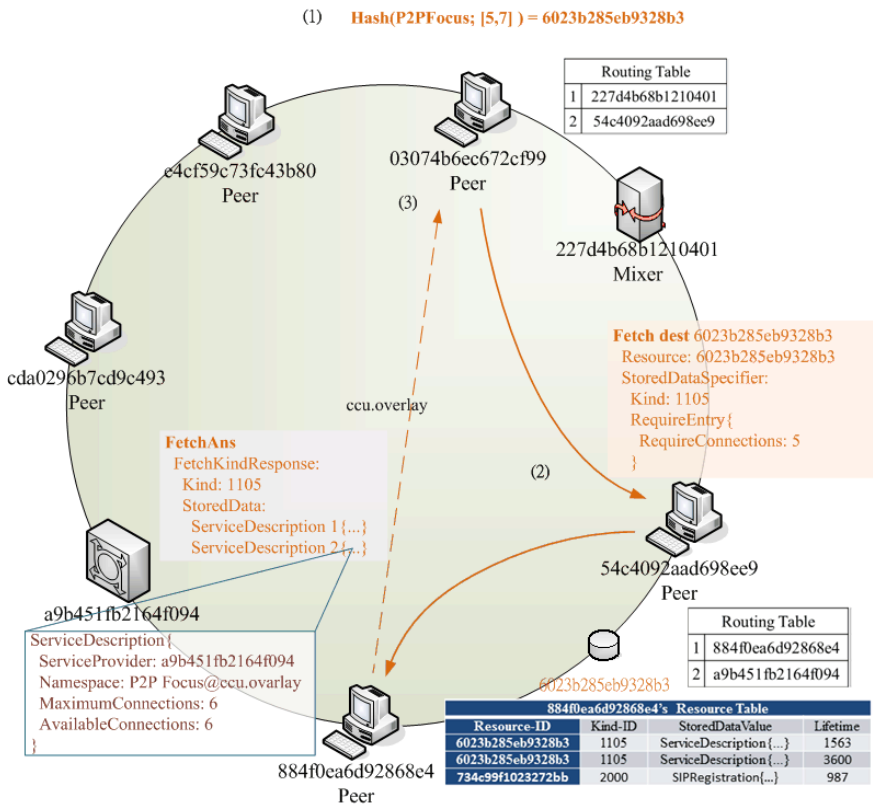 (1) Hash(P2PFocus; [5,7] ) = 6023b285eb9328b3
Routing Table
1 227d4b68b1210401
2 54c4092aad698ee9
e4cf59c73fc43b80
Peer
03074b6ec672cf99
Peer
(3)
227d4b68b1210401
Mixer
Fetch dest 6023b285eb9328b3
Resource: 6023b285eb9328b3
StoredDataSpecifier:
Kind: 1105
RequireEntry{
RequireConnections: 5
}
cda0296b7cd9c493
Peer
ccu.overlay
FetchAns
FetchKindResponse:
Kind: 1105
StoredData:
ServiceDescription 1{...}
ServiceDescription 2{...}
(2)
54c4092aad698ee9
Peer
a9b451fb2164f094
ServiceDescription{
ServiceProvider: a9b451fb2164f094
Namespace: P2P Focus@ccu.ovarlay
MaximumConnections: 6
AvailableConnections: 6
}
Routing Table
1 884f0ea6d92868e4
2 a9b451fb2164f094
6023b285eb9328b3
884f0ea6d92868e4
Peer
884f0ea6d92868e4's Resource Table
Resource-ID Kind-ID StoredDataValue Lifetime
6023b285eb9328b3 1105 ServiceDescription{...} 1563
6023b285eb9328b3 1105 ServiceDescription{...} 3600
734c99f1023272bb 2000 SIPRegistration{...} 987